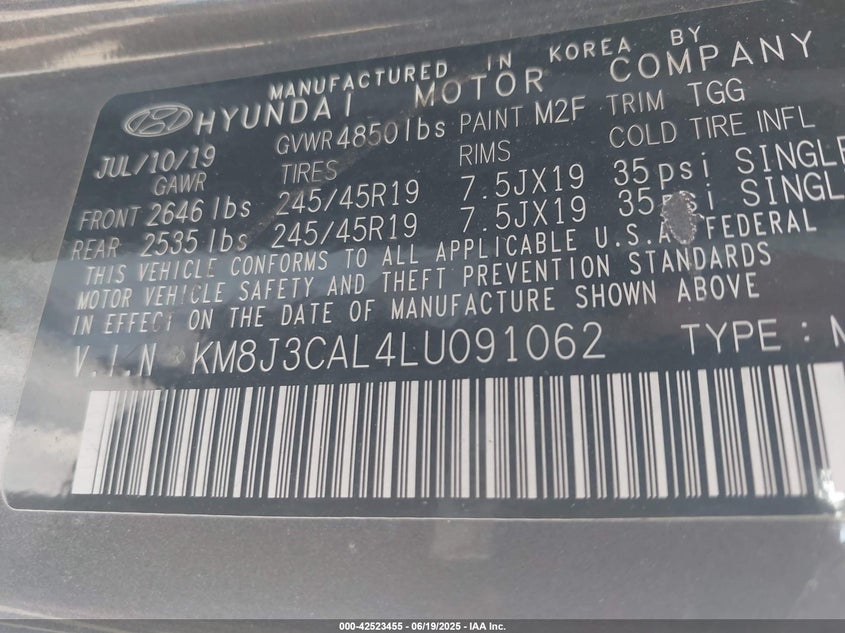 MANUFACTURED IN KOREA BY
HYUNDAI MOTOR COMPANY
JUL/10/19 GVWR 4850 lbs PAINT M2F TRIM TGG
GAWR TIRES RIMS COLD TIRE INFL
FRONT 2646 lbs 245/45R19 7.5JX19 35 psi SINGLE
REAR 2535 lbs 245/45R19 7.5JX19 35 psi SINGL
THIS VEHICLE CONFORMS TO ALL APPLICABLE U.S.A. FEDERAL
MOTOR VEHICLE SAFETY AND THEFT PREVENTION STANDARDS
IN EFFECT ON THE DATE OF MANUFACTURE SHOWN ABOVE
V.I.N KM8J3CAL4LU091062 TYPE : M
000-42523455 - 06/19/2025 - IAA Inc.